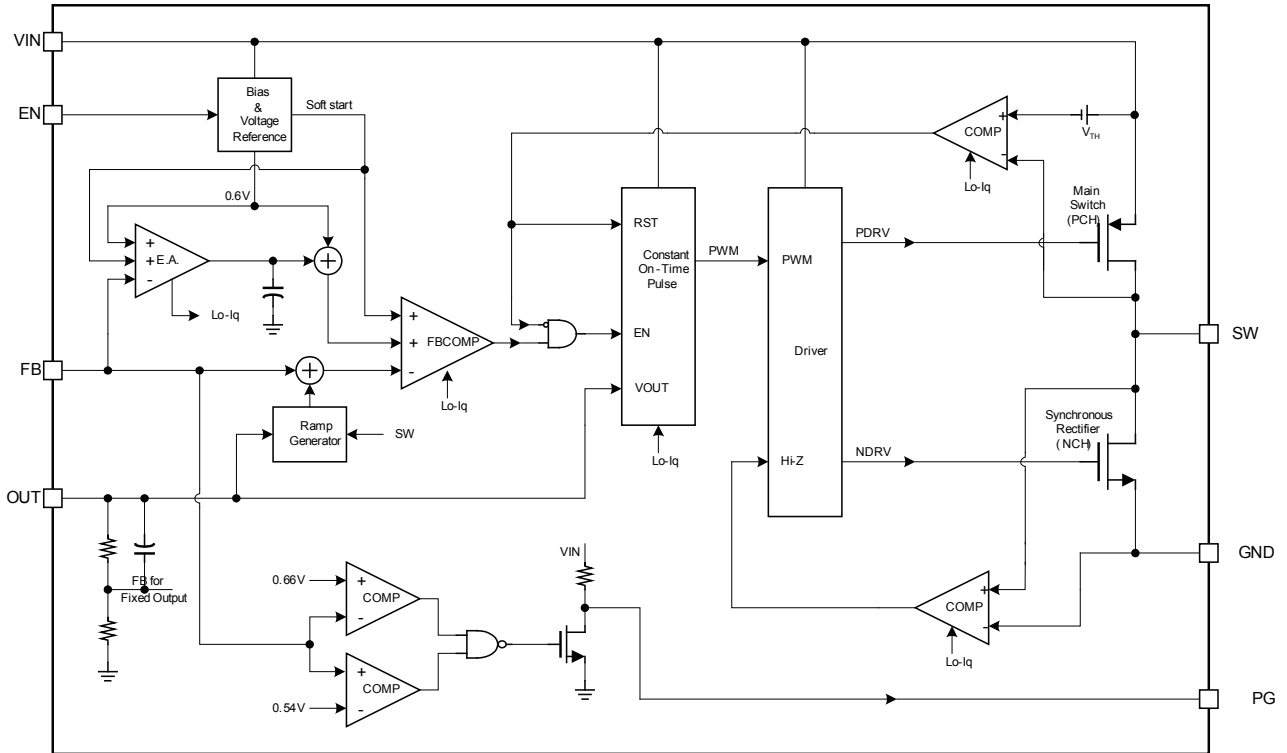 VIN
EN
Bias
&
Voltage
Reference
Soft start
0.6V
+
+ E.A.
-
Lo-Iq
+
+
+ FBCOMP
-
Lo-Iq
FB
+
Ramp
Generator
SW
OUT
FB for
Fixed Output
RST
Constant
On-Time
Pulse
EN
VOUT
Lo-Iq
PWM
PWM
Driver
Hi-Z
PDRV
NDRV
+
COMP
-
Lo-Iq
VTH
Main
Switch
(PCH)
SW
Synchronous
Rectifier
(NCH)
GND
+
COMP
-
Lo-Iq
0.66V
+
COMP
-
+
COMP
-
0.54V
VIN
PG